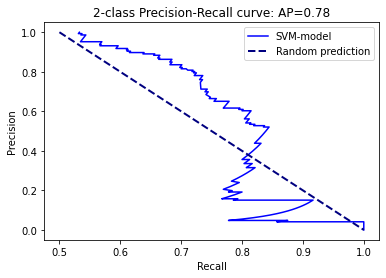 2-class Precision-Recall curve: AP=0.78
SVM-model
Random prediction
Precision
1.0
0.8
0.6
0.4
0.2
0.0
0.5 0.6 0.7 0.8 0.9 1.0
Recall